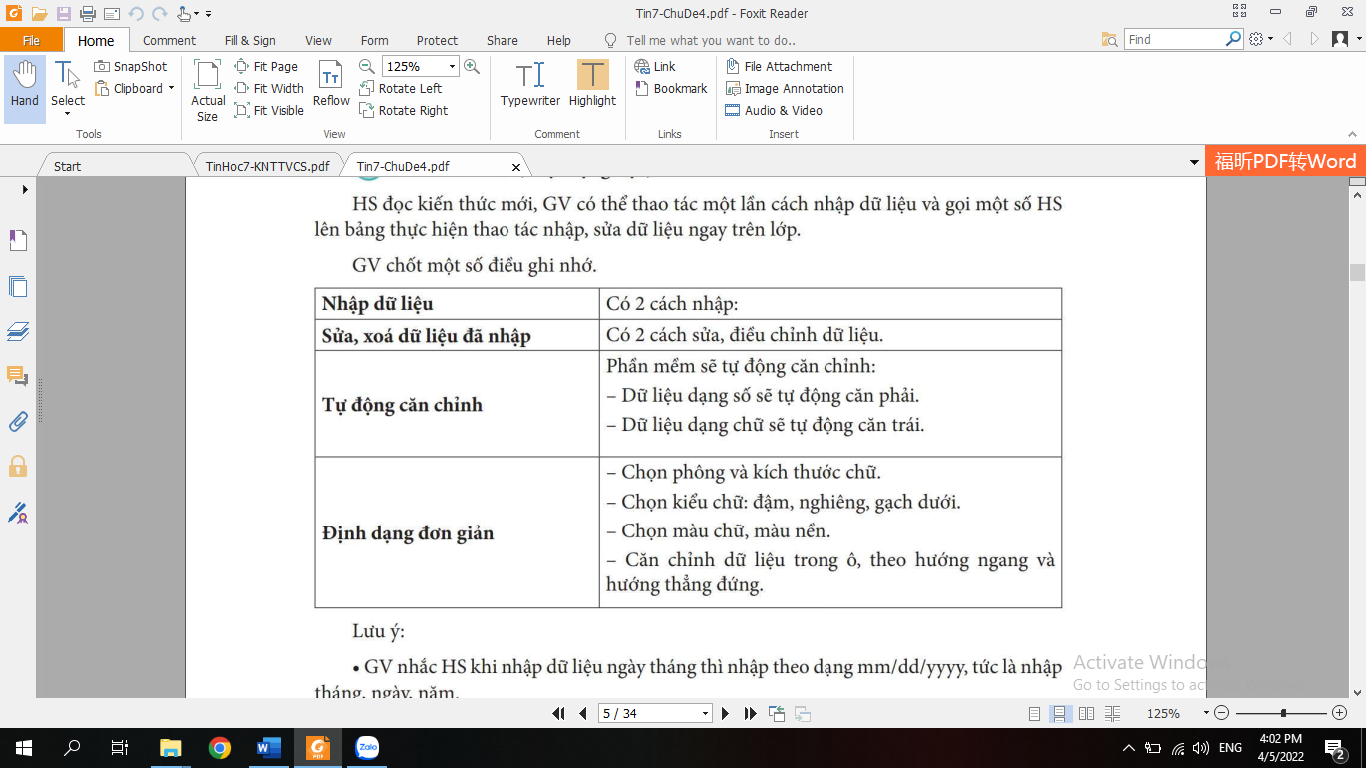 Tin7-ChuDe4.pdf - Foxit Reader
File Home Comment Fill & Sign View Form Protect Share Help Tell me what you want to do.. Find
Hand
Select
SnapShot
Clipboard
Tools
Actual Size
Fit Page
Fit Width
Fit Visible
Reflow
125%
Rotate Left
Rotate Right
View
Typewriter
Highlight
Comment
Link
Bookmark
Links
File Attachment
Image Annotation
Audio & Video
Insert
Start TinHoc7-KNTTVCS.pdf Tin7-ChuDe4.pdf 福昕PDF转Word
HS đọc kiến thức mới, GV có thể thao tác một lần cách nhập dữ liệu và gọi một số HS
lên bảng thực hiện thao tác nhập, sửa dữ liệu ngay trên lớp.
GV chốt một số điều ghi nhớ.
Nhập dữ liệu
Có 2 cách nhập:
Sửa, xoá dữ liệu đã nhập
Có 2 cách sửa, điều chỉnh dữ liệu.
Tự động căn chỉnh
Phần mềm sẽ tự động căn chỉnh:
– Dữ liệu dạng số sẽ tự động căn phải.
– Dữ liệu dạng chữ sẽ tự động căn trái.
Định dạng đơn giản
– Chọn phông và kích thước chữ.
– Chọn kiểu chữ: đậm, nghiêng, gạch dưới.
– Chọn màu chữ, màu nền.
– Căn chỉnh dữ liệu trong ô, theo hướng ngang và
hướng thẳng đứng.
Lưu ý:
• GV nhắc HS khi nhập dữ liệu ngày tháng thì nhập theo dạng mm/dd/yyyy, tức là nhập
tháng, ngày, năm.
Activate Windo
Go to Settings to ac
5 / 34
125%
Zalo
ENG
4:02 PM
4/5/2022
2